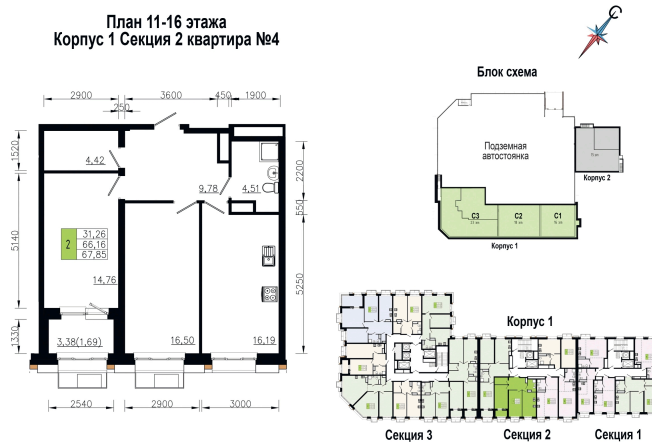 План 11-16 этажа
Корпус 1 Секция 2 квартира №4
С
Блок схема
2900
3600
450
1900
250
1520
5140
1330
4.42
9.78
4.51
2200
550
5250
2
31,26
66,16
67,85
14.76
3,38(1,69)
16.50
16.19
2540
2900
3000
Подземная
автостоянка
Корпус 2
С3
С2
С1
Корпус 1
Корпус 1
Секция 3
Секция 2
Секция 1